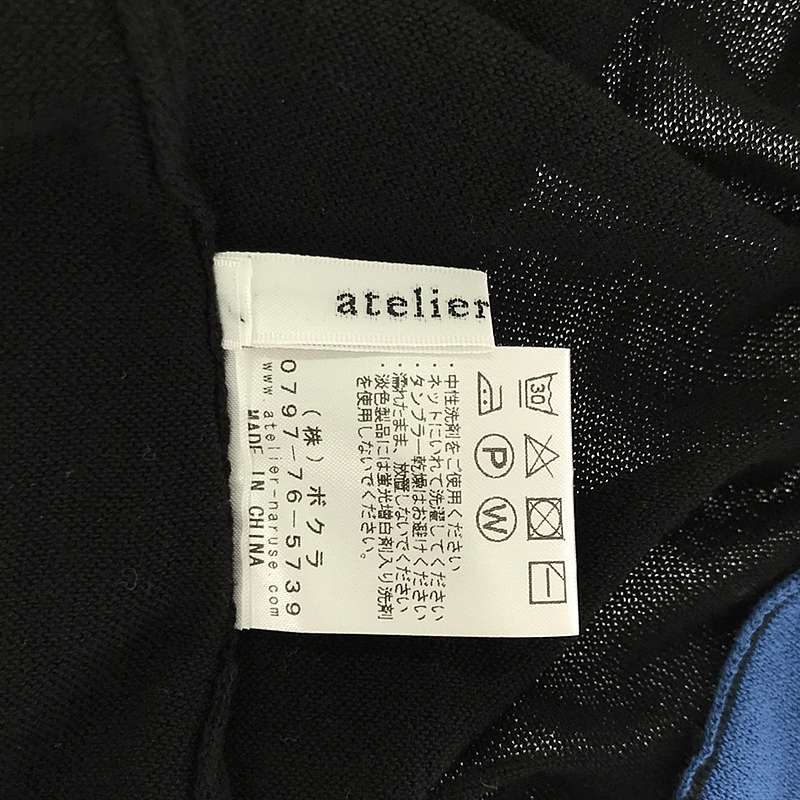 atelier
30
P
W
・中性洗剤をご使用ください
・ネットにいれて洗濯してください
・タンブラー乾燥はお避けください
・濡れたまま、放置しないでください
・淡色製品には蛍光増白剤入り洗剤
を使用しないでください。
(株)ボクラ
0797-76-5739
www.atelier-naruse.com
MADE IN CHINA